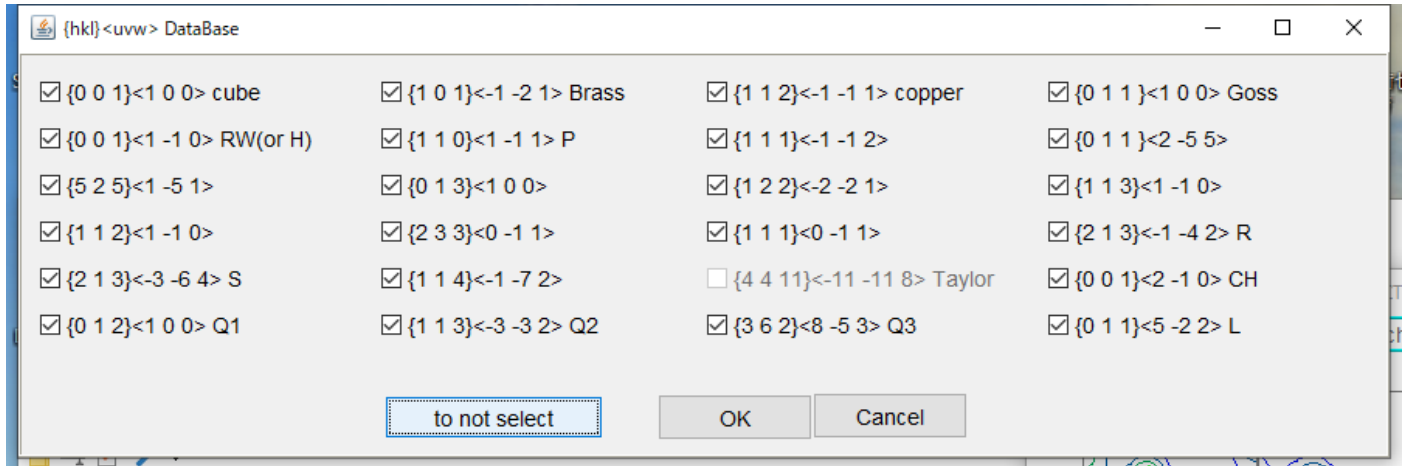 {hkl}<uvw> DataBase
{0 0 1}<1 0 0> cube {1 0 1}<-1 -2 1> Brass {1 1 2}<-1 -1 1> copper {0 1 1 }<1 0 0> Goss
{0 0 1}<1 -1 0> RW(or H) {1 1 0}<1 -1 1> P {1 1 1}<-1 -1 2> {0 1 1 }<2 -5 5>
{5 2 5}<1 -5 1> {0 1 3}<1 0 0> {1 2 2}<-2 -2 1> {1 1 3}<1 -1 0>
{1 1 2}<1 -1 0> {2 3 3}<0 -1 1> {1 1 1}<0 -1 1> {2 1 3}<-1 -4 2> R
{2 1 3}<-3 -6 4> S {1 1 4}<-1 -7 2> {4 4 11}<-11 -11 8> Taylor {0 0 1}<2 -1 0> CH
{0 1 2}<1 0 0> Q1 {1 1 3}<-3 -3 2> Q2 {3 6 2}<8 -5 3> Q3 {0 1 1}<5 -2 2> L
to not select OK Cancel